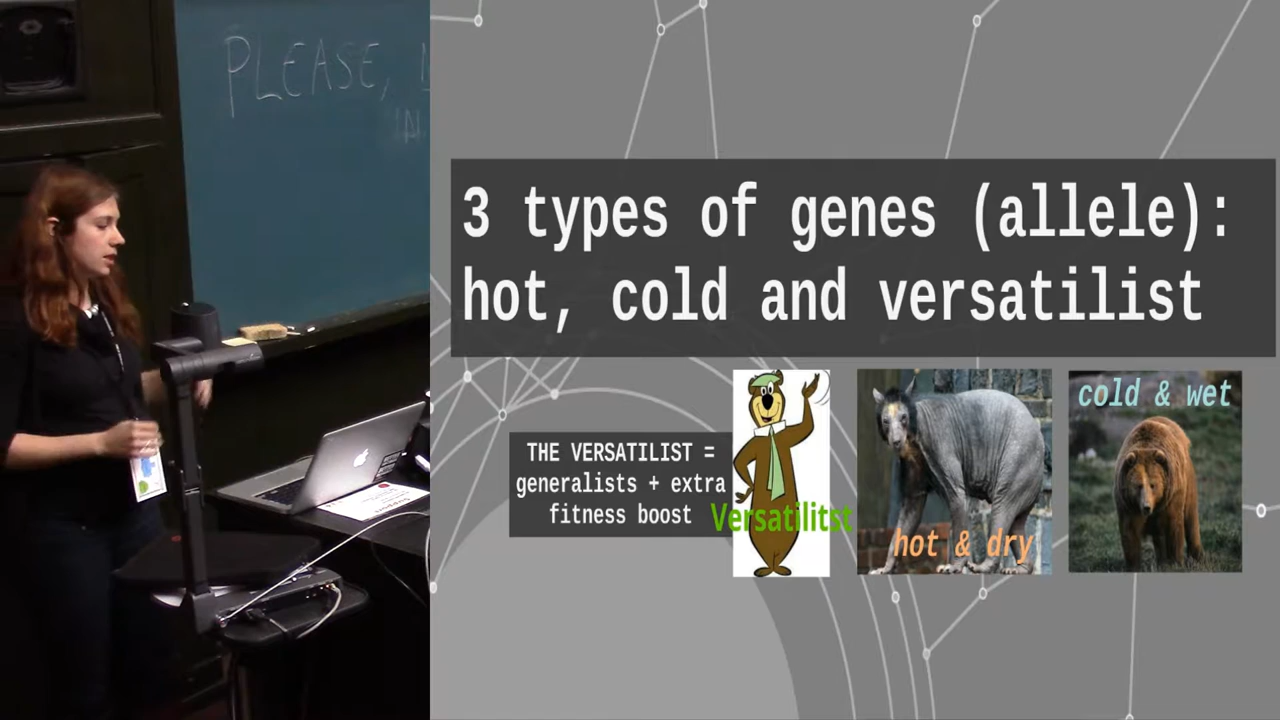 PLEASE,
3 types of genes (allele):
hot, cold and versatilist
THE VERSATILIST =
generalists + extra
fitness boost
Versatilitst
hot & dry
cold & wet